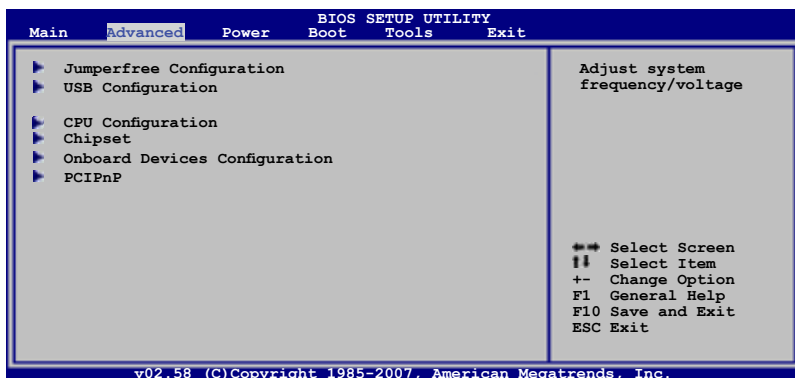 BIOS SETUP UTILITY
Main Advanced Power Boot Tools Exit
Jumperfree Configuration
USB Configuration
CPU Configuration
Chipset
Onboard Devices Configuration
PCIPnP
Adjust system
frequency/voltage
Select Screen
Select Item
+- Change Option
F1 General Help
F10 Save and Exit
ESC Exit
v02.58 (C)Copyright 1985-2007, American Megatrends, Inc.